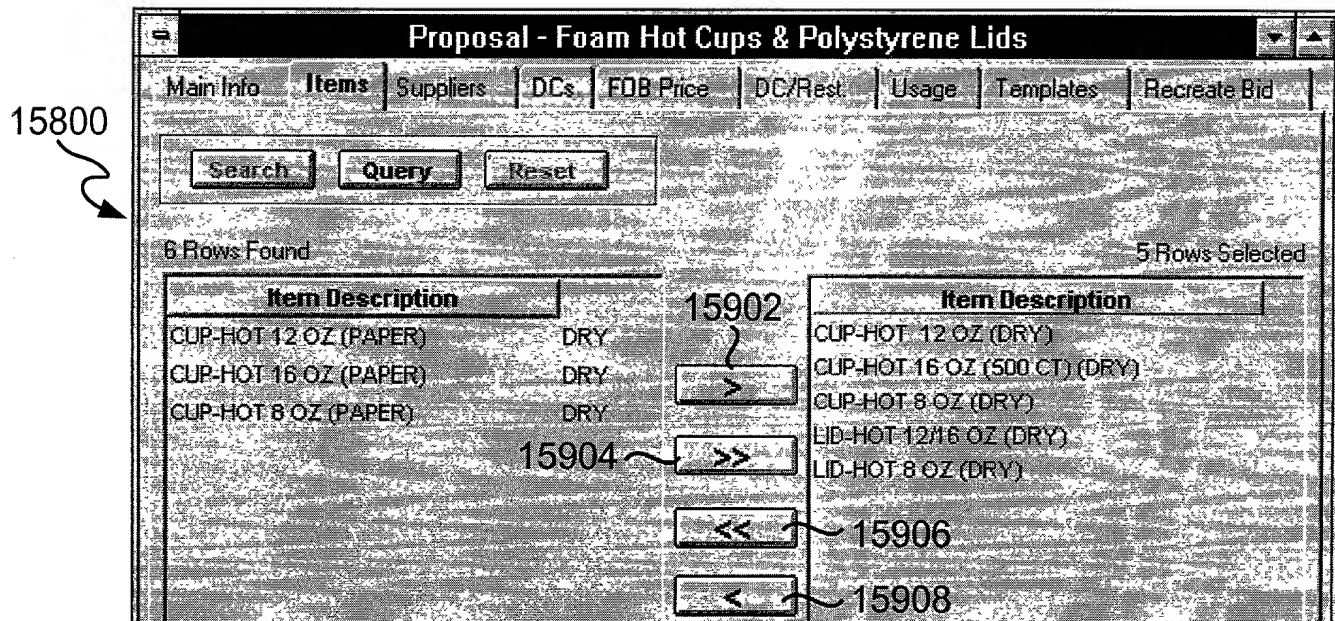 Proposal - Foam Hot Cups & Polystyrene Lids
Main Info Items Suppliers DCs FOB Price DC/Rest. Usage Templates Recreate Bid
15800
Search Query Reset
6 Rows Found 5 Rows Selected
Item Description 15902 Item Description
CUP-HOT 12 OZ (PAPER) DRY CUP-HOT 12 OZ (DRY)
CUP-HOT 16 OZ (PAPER) DRY > CUP-HOT 16 OZ (500 CT) (DRY)
CUP-HOT 8 OZ (PAPER) DRY CUP-HOT 8 OZ (DRY)
LID-HOT 12/16 OZ (DRY)
15904 >> LID-HOT 8 OZ (DRY)
<< 15906
< 15908